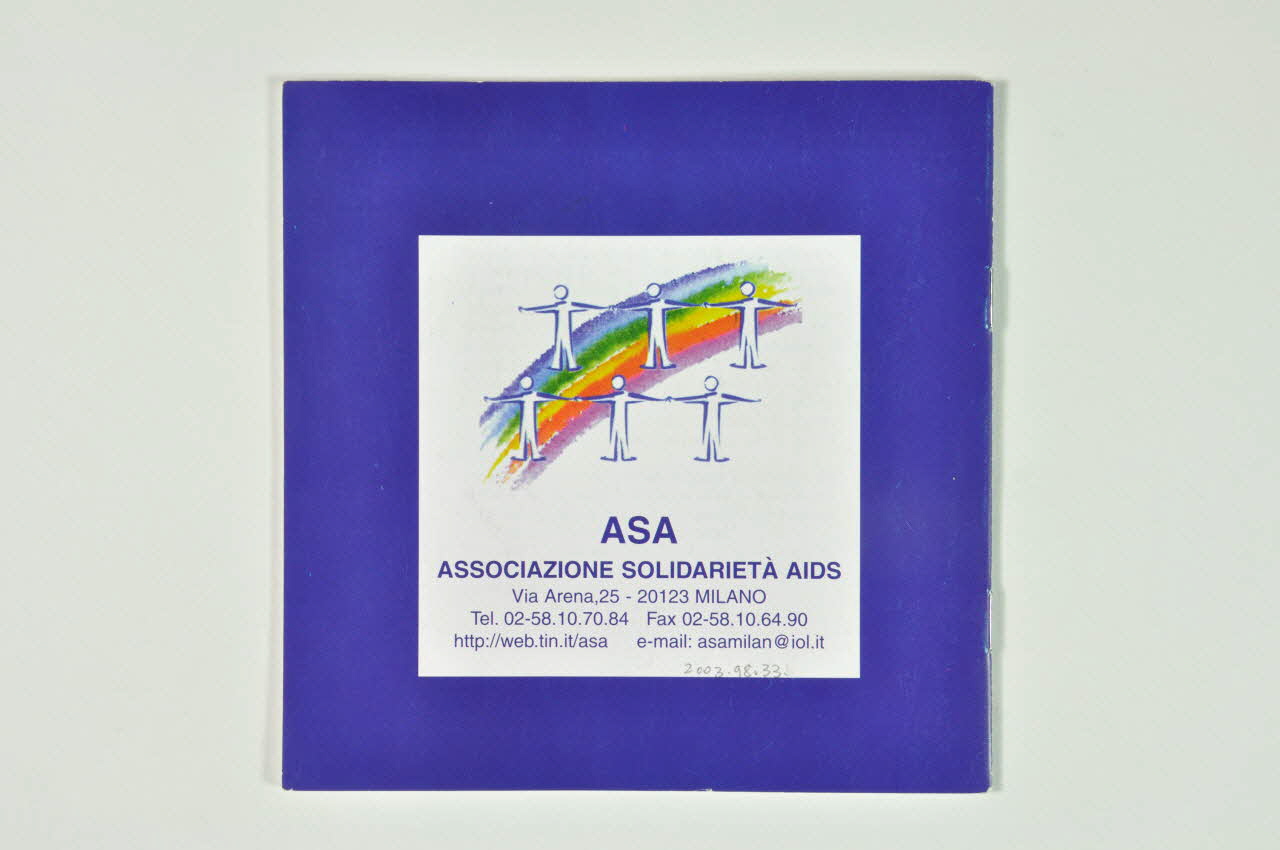 ASA
ASSOCIAZIONE SOLIDARIETÀ AIDS
Via Arena,25 - 20123 MILANO
Tel. 02-58.10.70.84 Fax 02-58.10.64.90
http://web.tin.it/asa e-mail: asamilan@iol.it
2003.98.33.